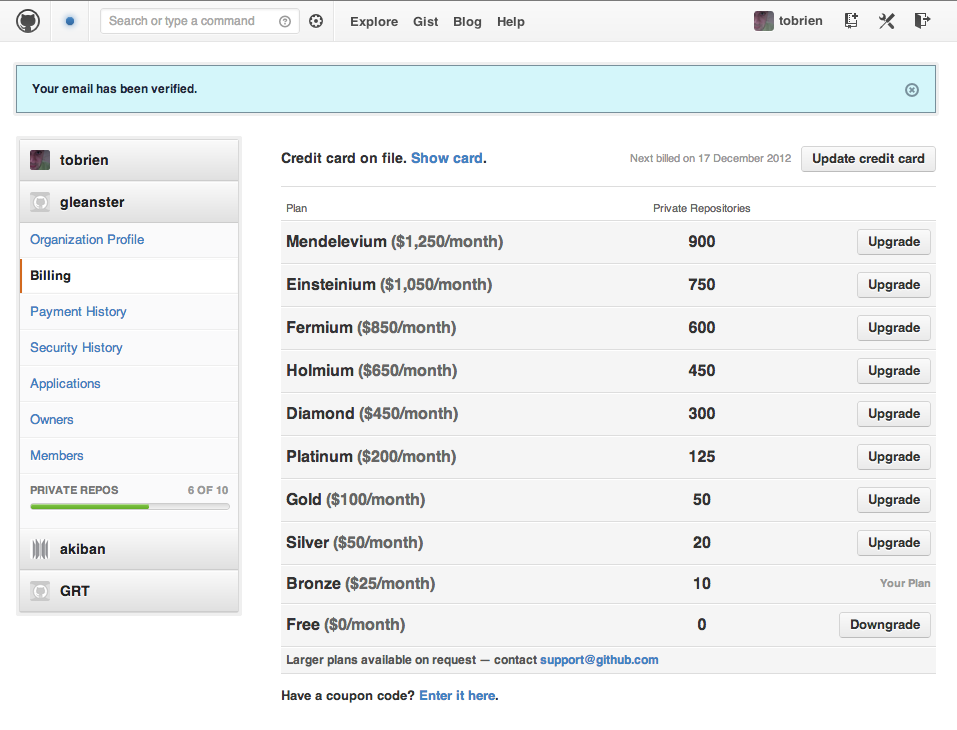 Search or type a command
Explore Gist Blog Help
tobrien
Your email has been verified.
tobrien
gleanster
Organization Profile
Billing
Payment History
Security History
Applications
Owners
Members
PRIVATE REPOS 6 OF 10
akiban
GRT
Credit card on file. Show card.
Next billed on 17 December 2012
Update credit card
Plan Private Repositories
Mendelevium ($1,250/month) 900 Upgrade
Einsteinium ($1,050/month) 750 Upgrade
Fermium ($850/month) 600 Upgrade
Holmium ($650/month) 450 Upgrade
Diamond ($450/month) 300 Upgrade
Platinum ($200/month) 125 Upgrade
Gold ($100/month) 50 Upgrade
Silver ($50/month) 20 Upgrade
Bronze ($25/month) 10 Your Plan
Free ($0/month) 0 Downgrade
Larger plans available on request — contact support@github.com
Have a coupon code? Enter it here.